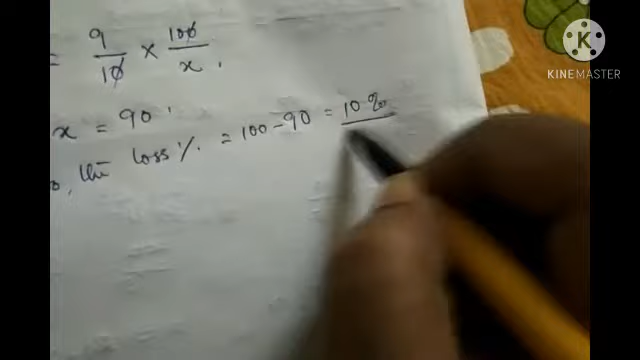 = 9/10 × 100/x .
x = 90 .
, the loss % = 100 - 90 = 10 %
K
KINEMASTER